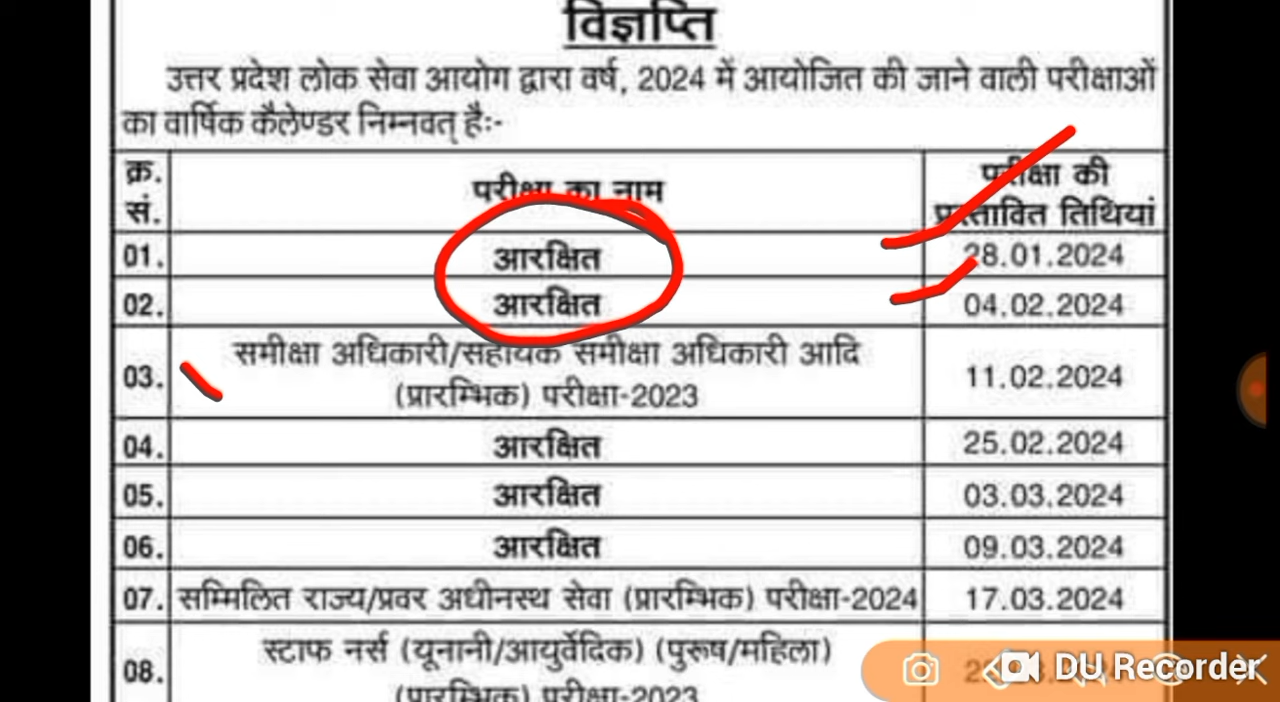 विज्ञप्ति
उत्तर प्रदेश लोक सेवा आयोग द्वारा वर्ष, 2024 में आयोजित की जाने वाली परीक्षाओं
का वार्षिक कैलेण्डर निम्नवत् हैः-
क्र. सं. परीक्षा का नाम परीक्षा की प्रस्तावित तिथियां
01. आरक्षित 28.01.2024
02. आरक्षित 04.02.2024
03. समीक्षा अधिकारी/सहायक समीक्षा अधिकारी आदि
(प्रारम्भिक) परीक्षा-2023 11.02.2024
04. आरक्षित 25.02.2024
05. आरक्षित 03.03.2024
06. आरक्षित 09.03.2024
07. सम्मिलित राज्य/प्रवर अधीनस्थ सेवा (प्रारम्भिक) परीक्षा-2024 17.03.2024
08. स्टाफ नर्स (यूनानी/आयुर्वेदिक) (पुरूष/महिला)
(प्रारम्भिक) परीक्षा-2023
DU Recorder